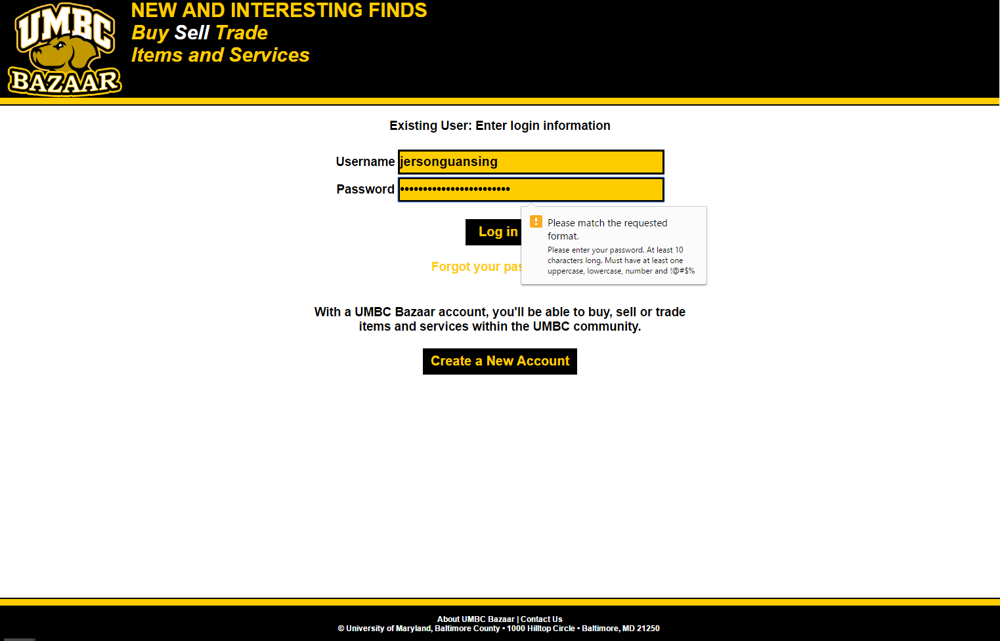 UMBC
BAZAAR
NEW AND INTERESTING FINDS
Buy Sell Trade
Items and Services
Existing User: Enter login information
Username jersonguansing
Password ••••••••••••••••••••••••
Log in
Please match the requested
format.
Please enter your password. At least 10
characters long. Must have at least one
uppercase, lowercase, number and !@#$%
Forgot your pas
With a UMBC Bazaar account, you'll be able to buy, sell or trade
items and services within the UMBC community.
Create a New Account
About UMBC Bazaar | Contact Us
© University of Maryland, Baltimore County • 1000 Hilltop Circle • Baltimore, MD 21250